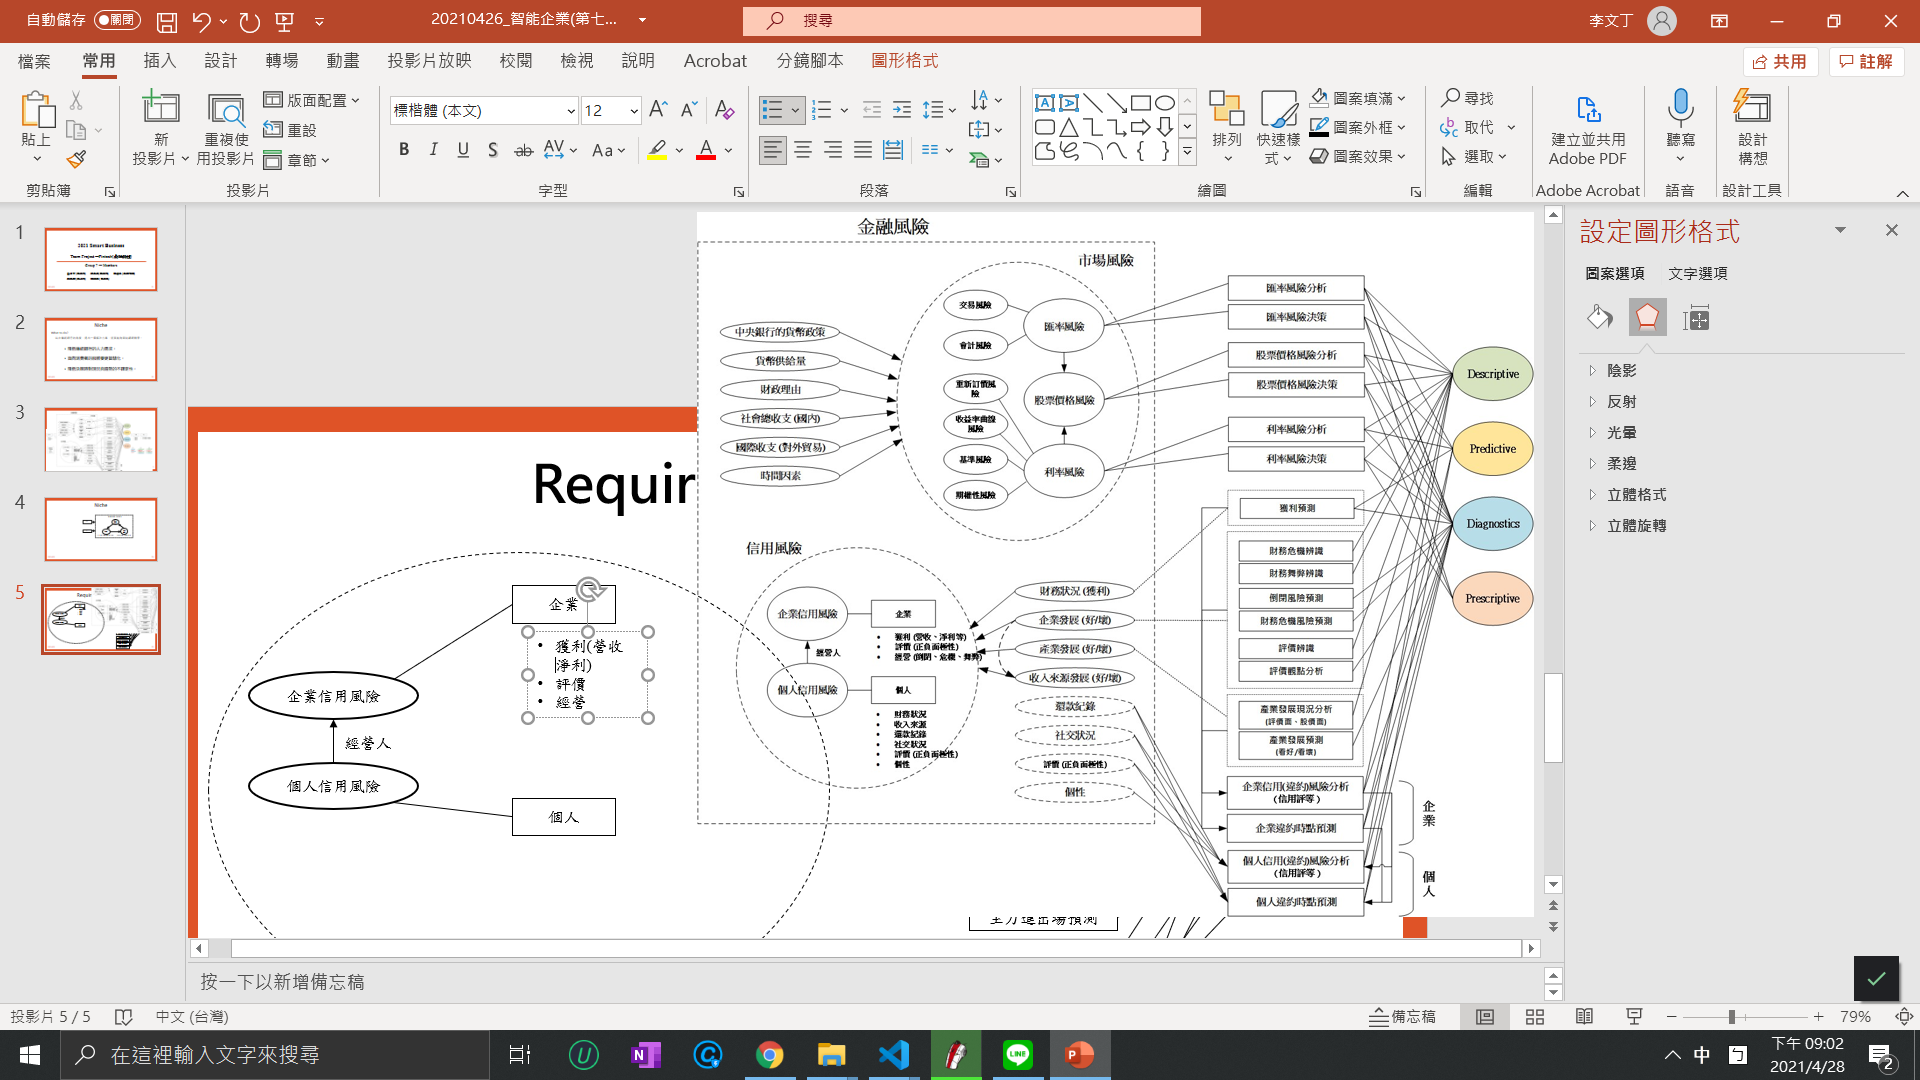 自動儲存 關閉 20210426_智能企業(第七... 搜尋 李文丁
檔案 常用 插入 設計 轉場 動畫 投影片放映 校閱 檢視 說明 Acrobat 分鏡腳本 圖形格式 共用 註解
貼上
剪貼簿
新
投影片
重複使
用投影片
版面配置
重設
章節
投影片
標楷體 (本文) 12
B I U S ab AV Aa A
字型
段落
排列
快速樣
式
圖案填滿
圖案外框
圖案效果
繪圖
尋找
取代
選取
編輯
建立並共用
Adobe PDF
Adobe Acrobat
聽寫
語音
設計
構想
設計工具
1
2021 Smart Business
2
Niche
3
4
Niche
5
Requir
企業
獲利(營收
淨利)
評價
經營
企業信用風險
經營人
個人信用風險
個人
金融風險
市場風險
中央銀行的貨幣政策
貨幣供給量
財政理由
社會總收支 (國內)
國際收支 (對外貿易)
時間因素
交易風險
會計風險
重新訂價風
險
收益率曲線
風險
基準風險
期權性風險
匯率風險
股票價格風險
利率風險
匯率風險分析
匯率風險決策
股票價格風險分析
股票價格風險決策
利率風險分析
利率風險決策
獲利預測
財務危機辨識
財務舞弊辨識
倒閉風險預測
財務危機風險預測
評價辨識
評價觀點分析
產業發展現況分析
(評價面、股價面)
產業發展預測
(看好/看壞)
企業信用(違約)風險分析
(信用評等)
企業違約時點預測
個人信用(違約)風險分析
(信用評等)
個人違約時點預測
企業
個人
Descriptive
Predictive
Diagnostics
Prescriptive
信用風險
企業信用風險
經營人
個人信用風險
企業
獲利 (營收、淨利等)
評價 (正負面極性)
經營 (倒閉、危機、舞弊)
個人
財務狀況
收入來源
還款紀錄
社交狀況
評價 (正負面極性)
個性
財務狀況 (獲利)
企業發展 (好/壞)
產業發展 (好/壞)
收入來源發展 (好/壞)
還款紀錄
社交狀況
評價 (正負面極性)
個性
設定圖形格式
圖案選項 文字選項
陰影
反射
光暈
柔邊
立體格式
立體旋轉
按一下以新增備忘稿
投影片 5 / 5 中文 (台灣) 備忘稿 79%
在這裡輸入文字來搜尋
中
下午 09:02
2021/4/28
2